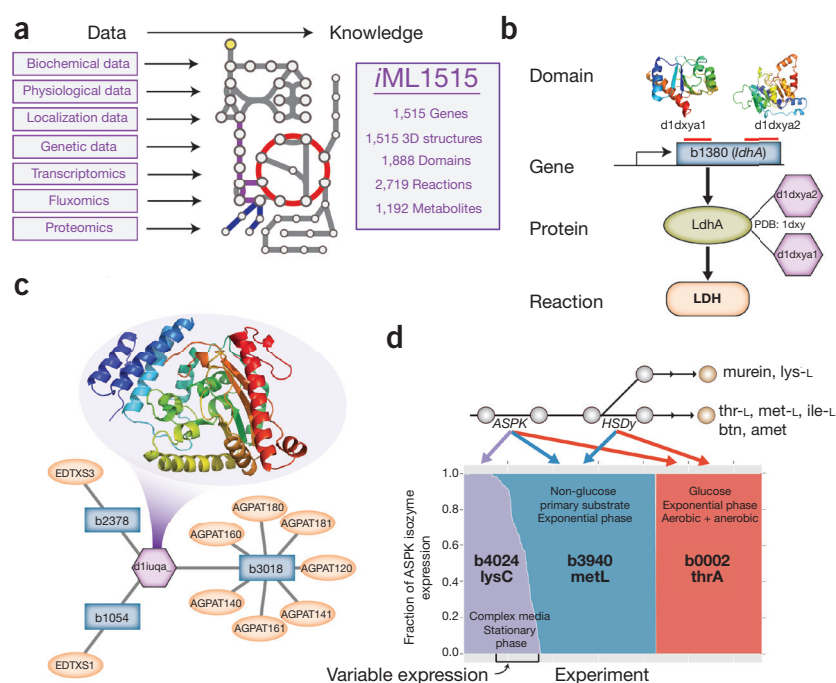 a
Data
Knowledge
Biochemical data
Physiological data
Localization data
Genetic data
Transcriptomics
Fluxomics
Proteomics
iML1515
1,515 Genes
1,515 3D structures
1,888 Domains
2,719 Reactions
1,192 Metabolites
b
Domain
d1dxya1
d1dxya2
Gene
b1380 (ldhA)
Protein
LdhA
PDB: 1dxy
d1dxya2
d1dxya1
Reaction
LDH
c
EDTXS3
b2378
d1iuqa_
b1054
EDTXS1
b3018
AGPAT180
AGPAT160
AGPAT181
AGPAT120
AGPAT140
AGPAT141
AGPAT161
d
murein, lys-L
thr-L, met-L, ile-L
btn, amet
ASPK
HSDy
Fraction of ASPK isozyme
expression
1.0
0.8
0.6
0.4
0.2
0.0
Non-glucose
primary substrate
Exponential phase
Glucose
Exponential phase
Aerobic + anerobic
b4024
lysC
b3940
metL
b0002
thrA
Complex media
Stationary
phase
Variable expression
Experiment